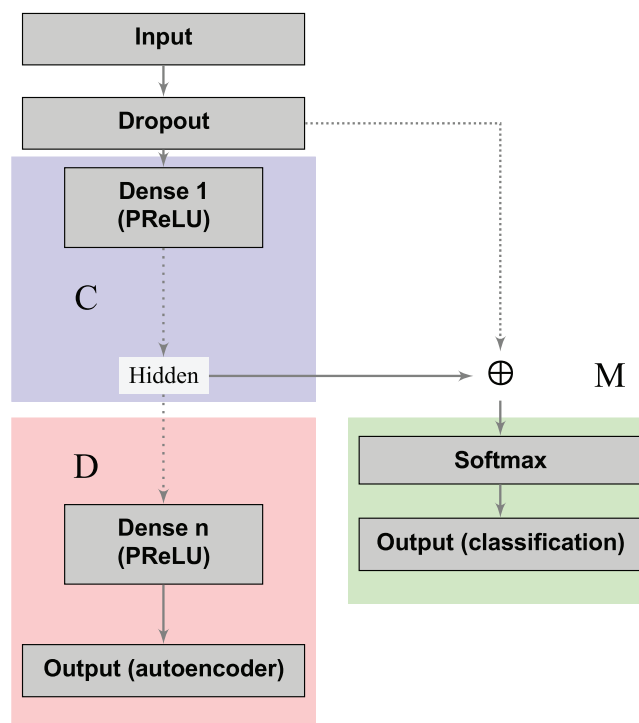 Input
Dropout
Dense 1
(PReLU)
C
Hidden
⊕
M
D
Softmax
Dense n
(PReLU)
Output (classification)
Output (autoencoder)